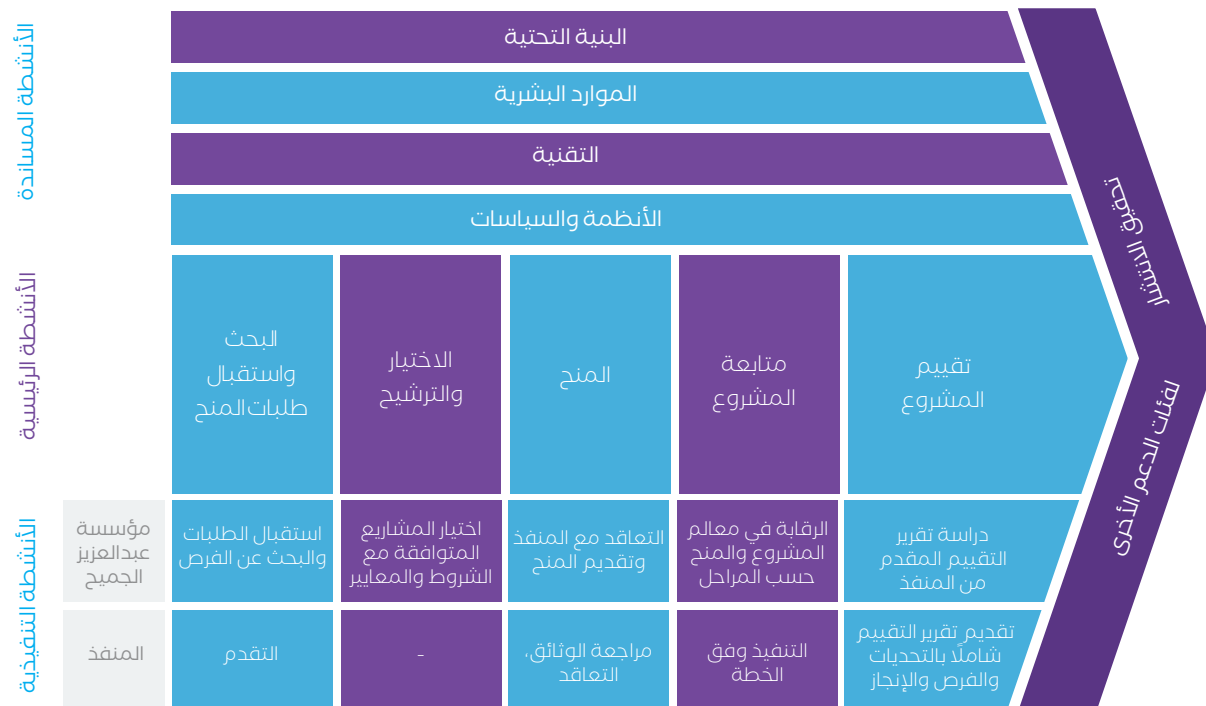 الأنشطة المساندة
البنية التحتية
الموارد البشرية
التقنية
الأنظمة والسياسات
الأنشطة الرئيسية
البحث
واستقبال
طلبات المنح
الاختيار
والترشيح
المنح
متابعة
المشروع
تقييم
المشروع
تحقيق الانتشار
لفئات الدعم الأخرى
الأنشطة التنفيذية
مؤسسة
عبدالعزيز
الجميح
استقبال الطلبات
والبحث عن الفرص
اختيار المشاريع
المتوافقة مع
الشروط والمعايير
التعاقد مع المنفذ
وتقديم المنح
الرقابة في معالم
المشروع والمنح
حسب المراحل
دراسة تقرير
التقييم المقدم
من المنفذ
المنفذ
التقدم
-
مراجعة الوثائق،
التعاقد
التنفيذ وفق
الخطة
تقديم تقرير التقييم
شاملًا بالتحديات
والفرص والإنجاز